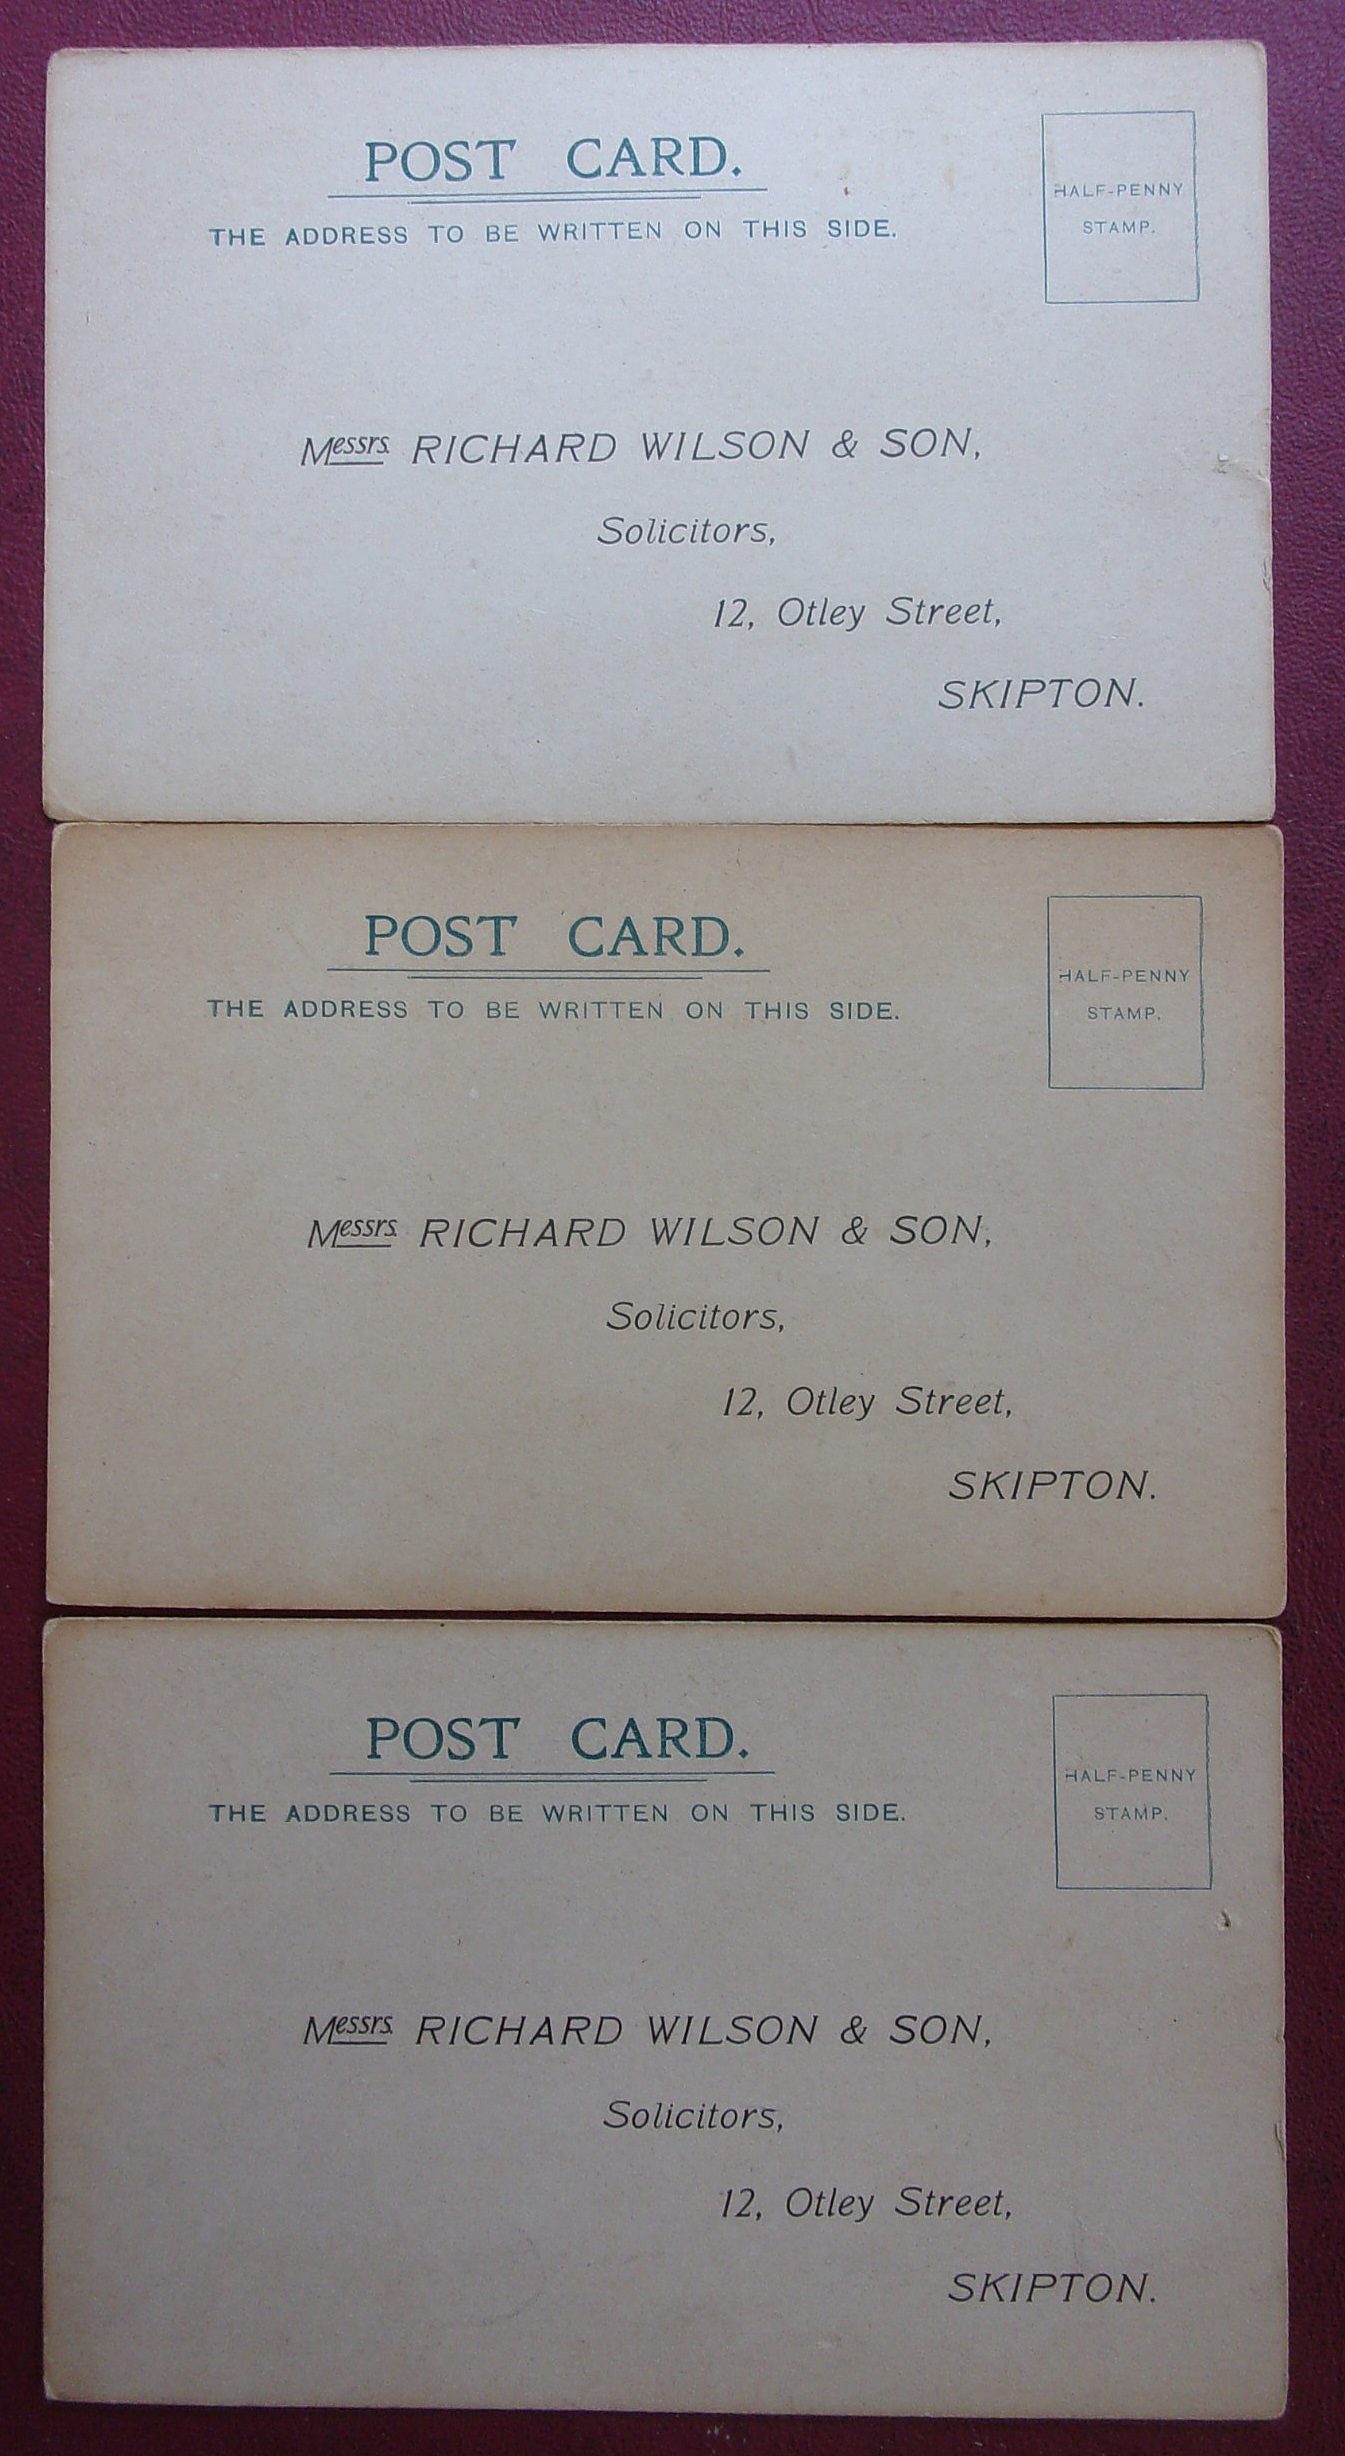 POST CARD.
THE ADDRESS TO BE WRITTEN ON THIS SIDE.
HALF-PENNY
STAMP.
Messrs. RICHARD WILSON & SON,
Solicitors,
12, Otley Street,
SKIPTON.
POST CARD.
THE ADDRESS TO BE WRITTEN ON THIS SIDE.
HALF-PENNY
STAMP.
Messrs. RICHARD WILSON & SON,
Solicitors,
12, Otley Street,
SKIPTON.
POST CARD.
THE ADDRESS TO BE WRITTEN ON THIS SIDE.
HALF-PENNY
STAMP.
Messrs. RICHARD WILSON & SON,
Solicitors,
12, Otley Street,
SKIPTON.